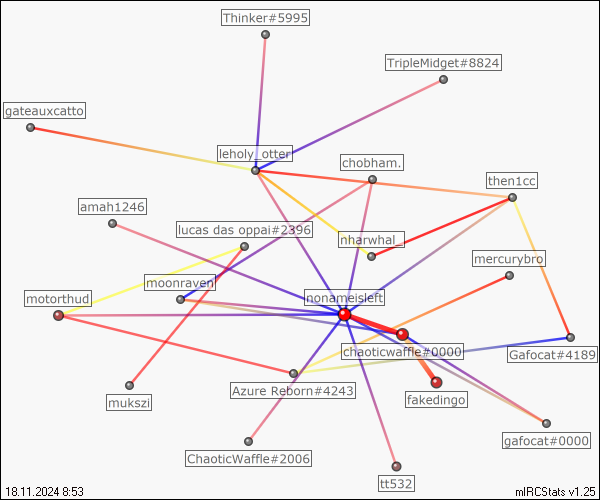 Thinker#5995
TripleMidget#8824
gateauxcatto
leholy_otter
chobham.
then1cc
amah1246
lucas das oppai#2396
nharwhal_
mercurybro
moonraven
nonameisleft
motorthud
chaoticwaffle#0000
Gafocat#4189
Azure Reborn#4243
fakedingo
mukszi
gafocat#0000
ChaoticWaffle#2006
tt532
18.11.2024 8:53
mIRCStats v1.25